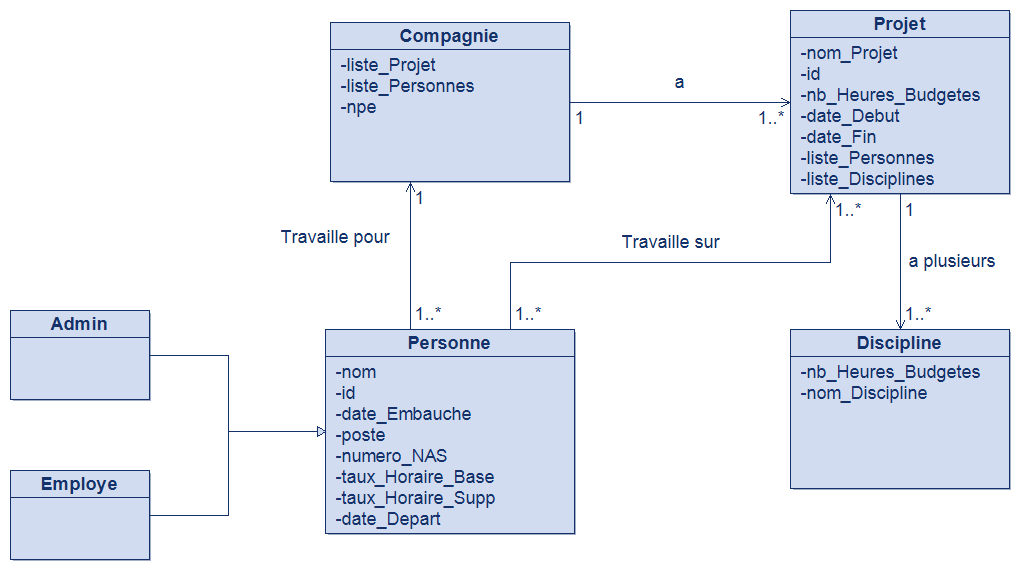 Compagnie
-liste_Projet
-liste_Personnes
-npe
a
1
1..*
Projet
-nom_Projet
-id
-nb_Heures_Budgetes
-date_Debut
-date_Fin
-liste_Personnes
-liste_Disciplines
1
Travaille pour
1..*
Travaille sur
1..*
1..*
1
a plusieurs
1..*
Admin
Employe
Personne
-nom
-id
-date_Embauche
-poste
-numero_NAS
-taux_Horaire_Base
-taux_Horaire_Supp
-date_Depart
Discipline
-nb_Heures_Budgetes
-nom_Discipline